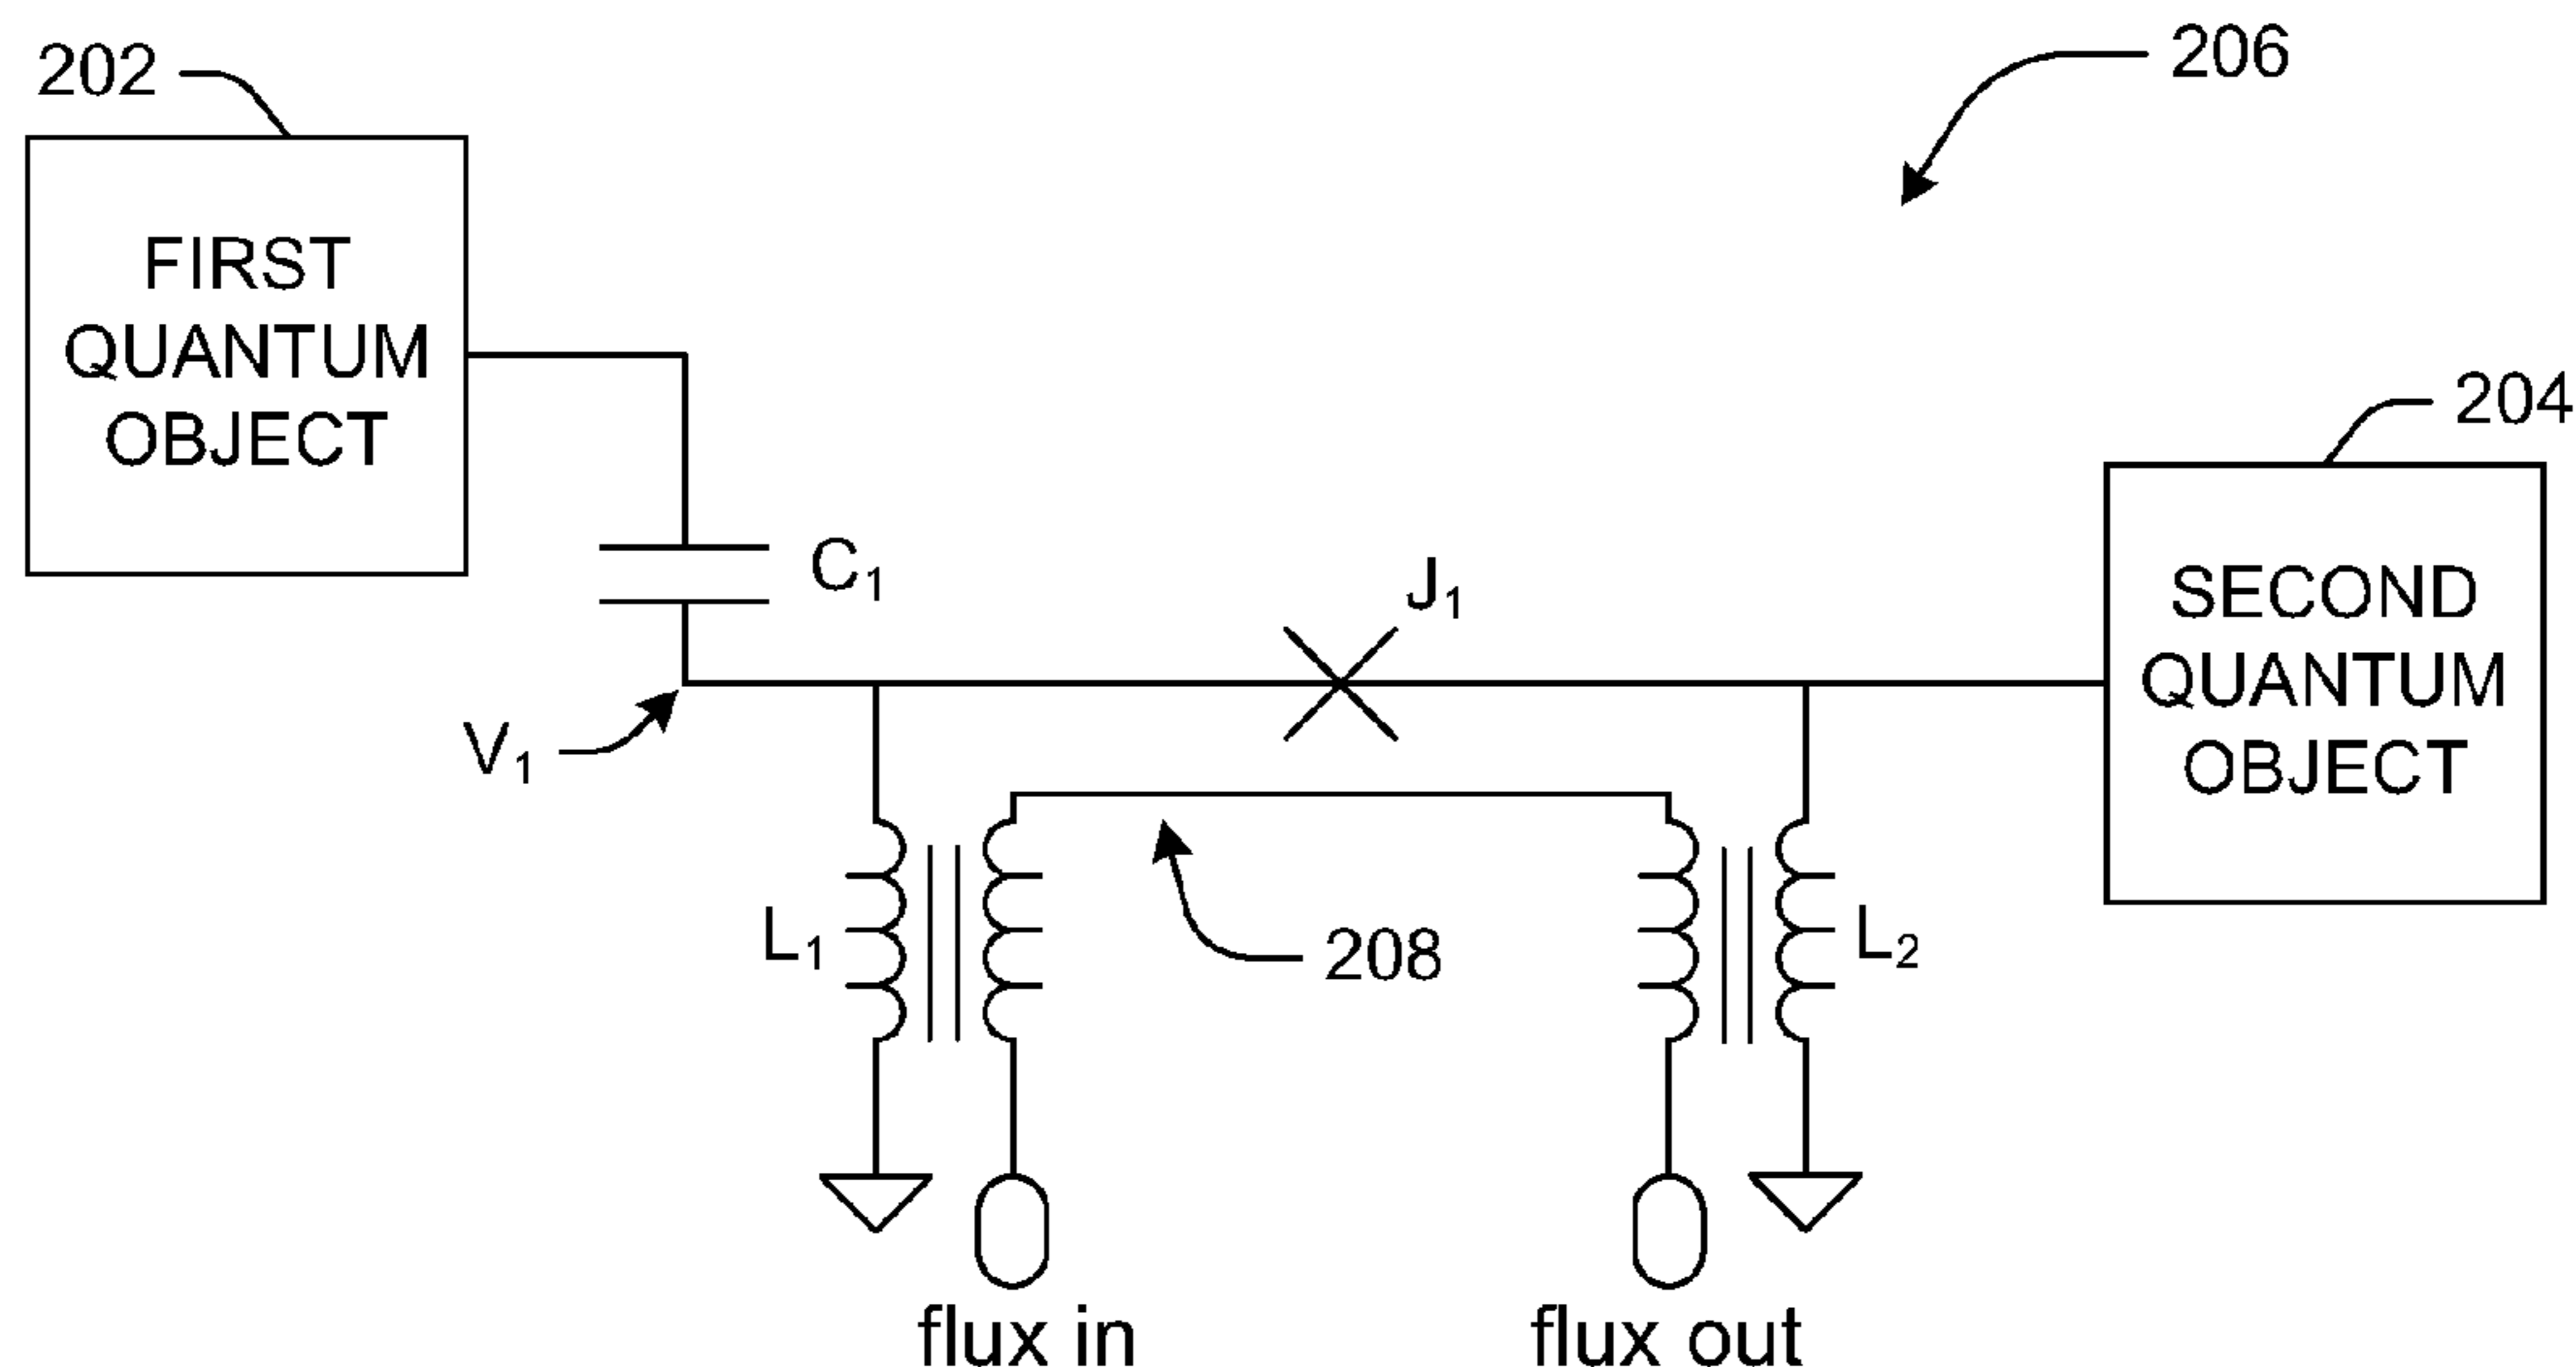 206
202
FIRST
QUANTUM
OBJECT
204
C₁
J₁
SECOND
QUANTUM
OBJECT
V₁
L₁
208
L₂
flux in
flux out